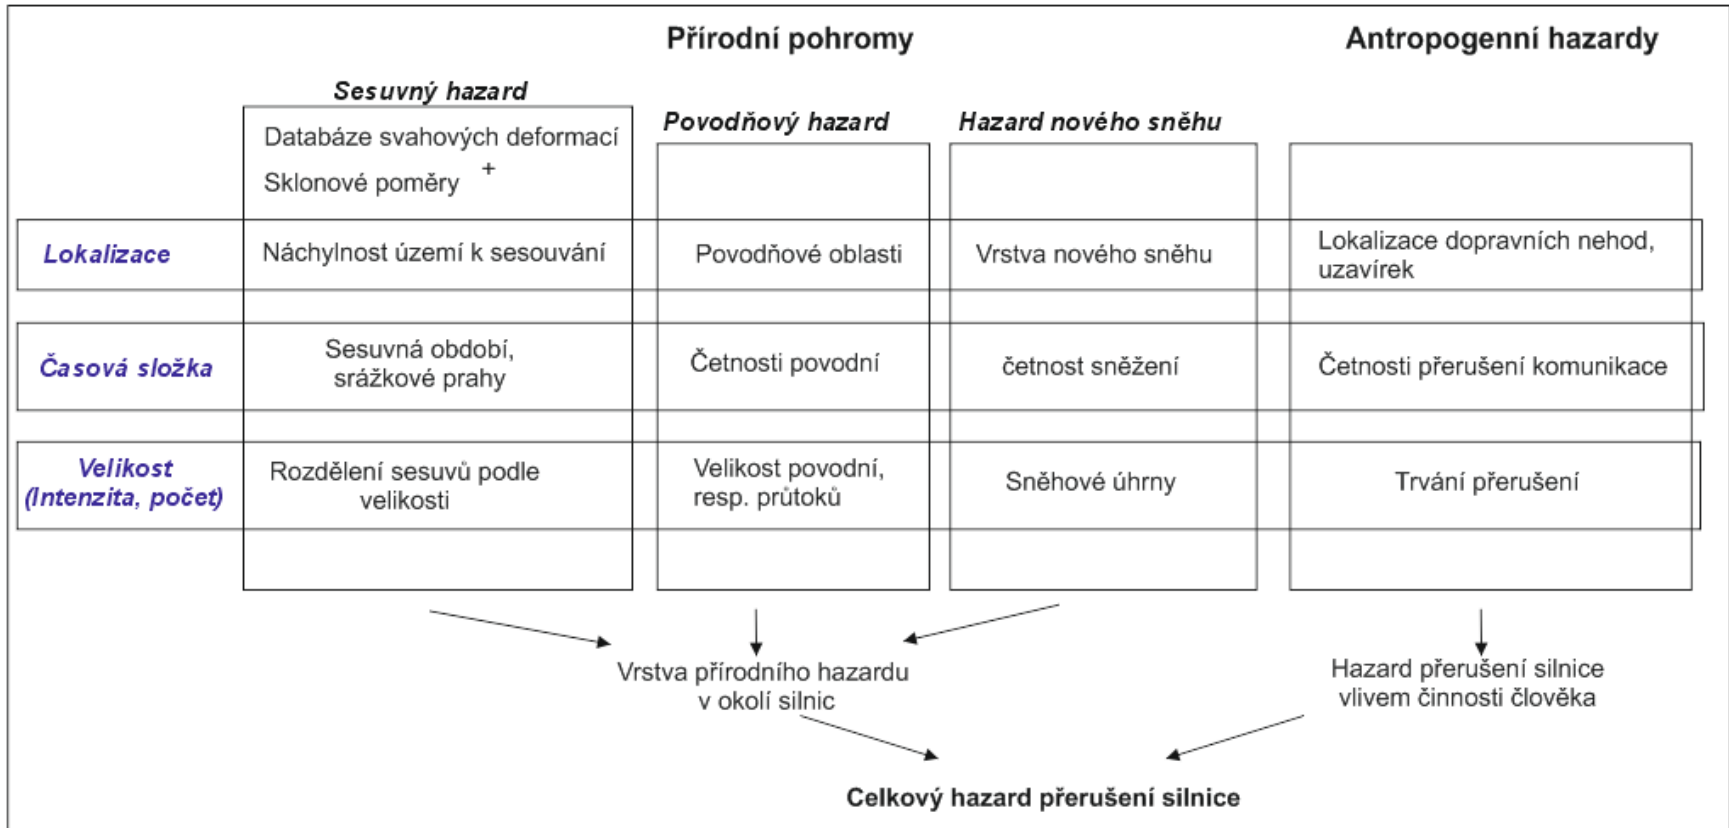 Přírodní pohromy
Antropogenní hazardy
Sesuvný hazard
Povodňový hazard
Hazard nového sněhu
Databáze svahových deformací
+
Sklonové poměry
Lokalizace
Náchylnost území k sesouvání
Povodňové oblasti
Vrstva nového sněhu
Lokalizace dopravních nehod,
uzavírek
Časová složka
Sesuvná období,
srážkové prahy
Četnosti povodní
četnost sněžení
Četnosti přerušení komunikace
Velikost
(Intenzita, počet)
Rozdělení sesuvů podle
velikosti
Velikost povodní,
resp. průtoků
Sněhové úhrny
Trvání přerušení
Vrstva přírodního hazardu
v okolí silnic
Hazard přerušení silnice
vlivem činnosti člověka
Celkový hazard přerušení silnice